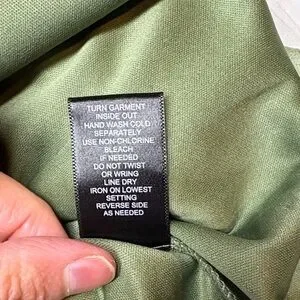 TURN GARMENT
INSIDE OUT
HAND WASH COLD
SEPARATELY
USE NON-CHLORINE
BLEACH
IF NEEDED
DO NOT TWIST
OR WRING
LINE DRY
IRON ON LOWEST
SETTING
REVERSE SIDE
AS NEEDED